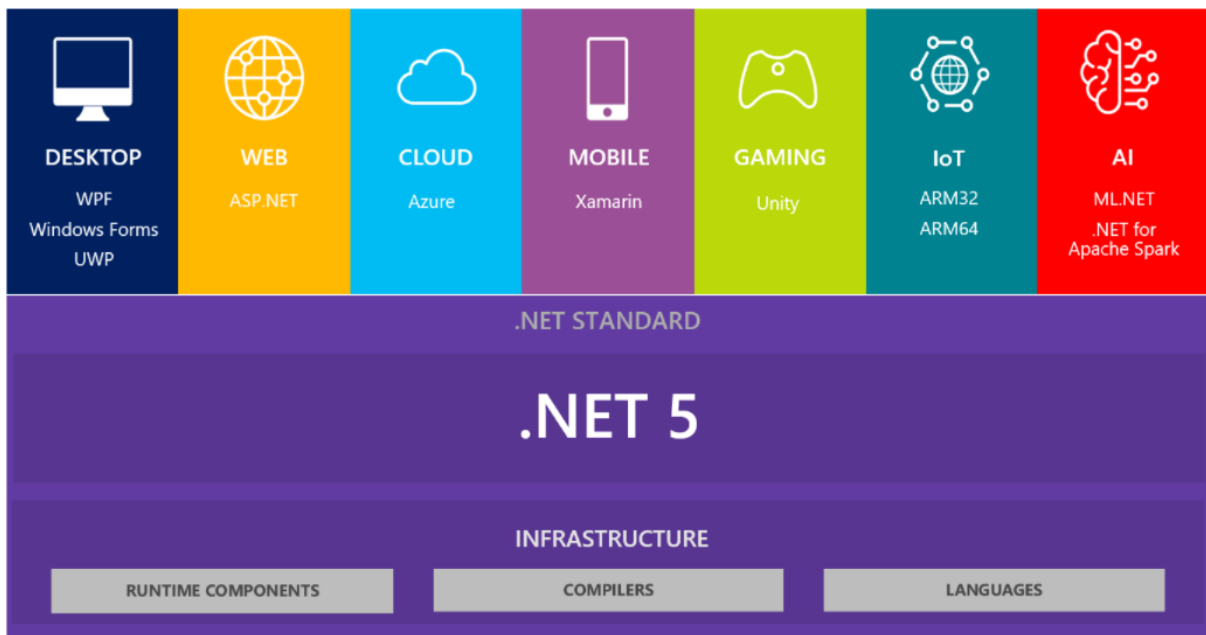 DESKTOP
WPF
Windows Forms
UWP
WEB
ASP.NET
CLOUD
Azure
MOBILE
Xamarin
GAMING
Unity
IoT
ARM32
ARM64
AI
ML.NET
.NET for
Apache Spark
.NET STANDARD
.NET 5
INFRASTRUCTURE
RUNTIME COMPONENTS
COMPILERS
LANGUAGES